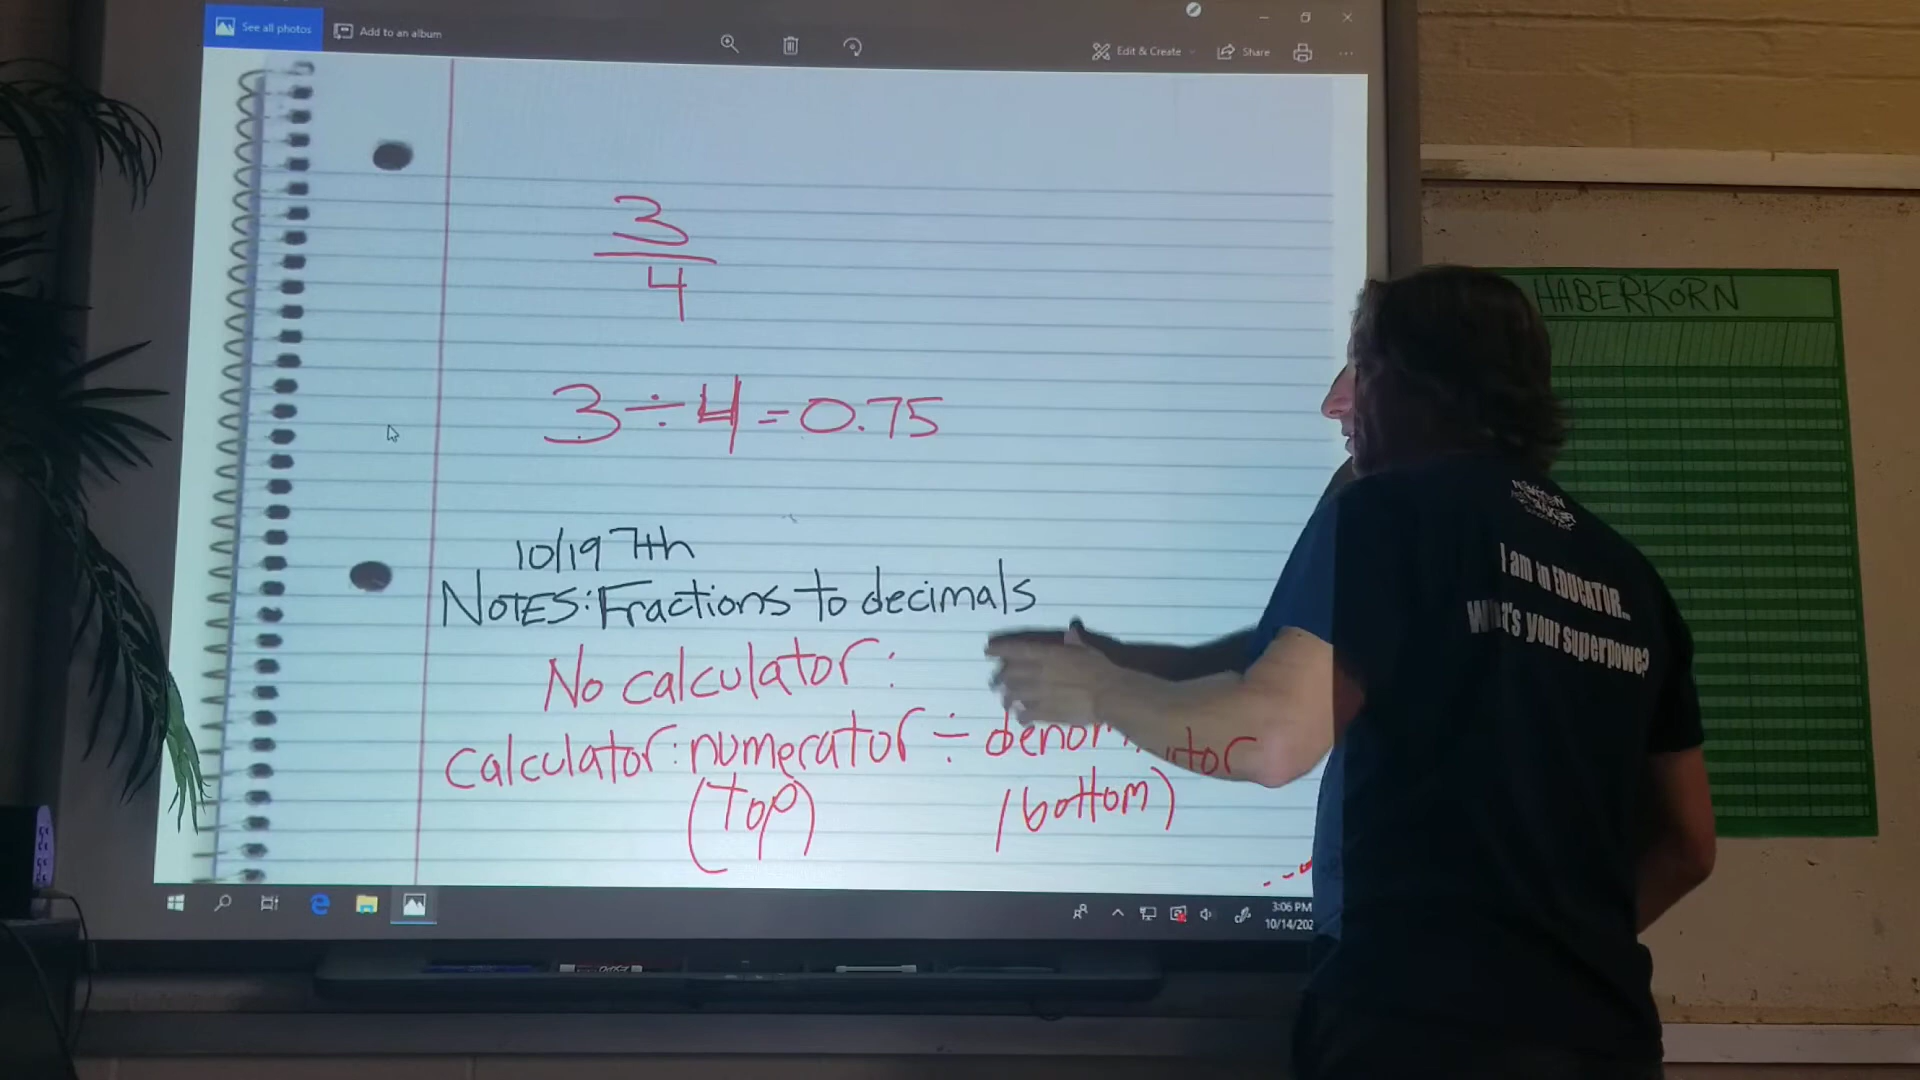 See all photos
Add to an album
Edit & Create
Share
3
4
3÷4=0.75
10/19 7th
NOTES: Fractions to decimals
No calculator:
calculator: numerator ÷
(top)
(bottom)
3:06 PM
HABERKORN
I am an EDUCATOR...
What's your superpower?